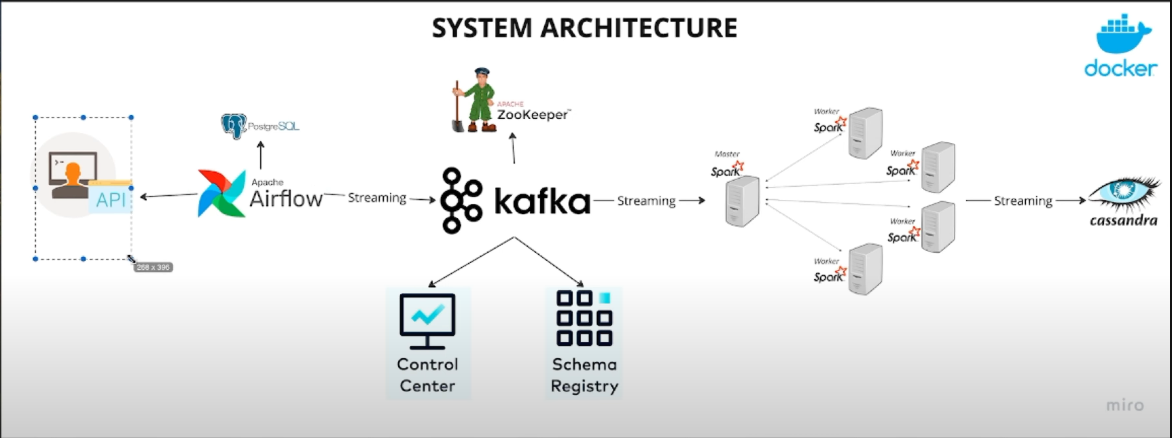 SYSTEM ARCHITECTURE
docker
APACHE
ZooKeeper™
PostgreSQL
API
Apache
Airflow
Streaming
kafka
Streaming
Master
Spark
Worker
Spark
Worker
Spark
Worker
Spark
Worker
Spark
Streaming
cassandra
268 x 396
Control
Center
Schema
Registry
miro